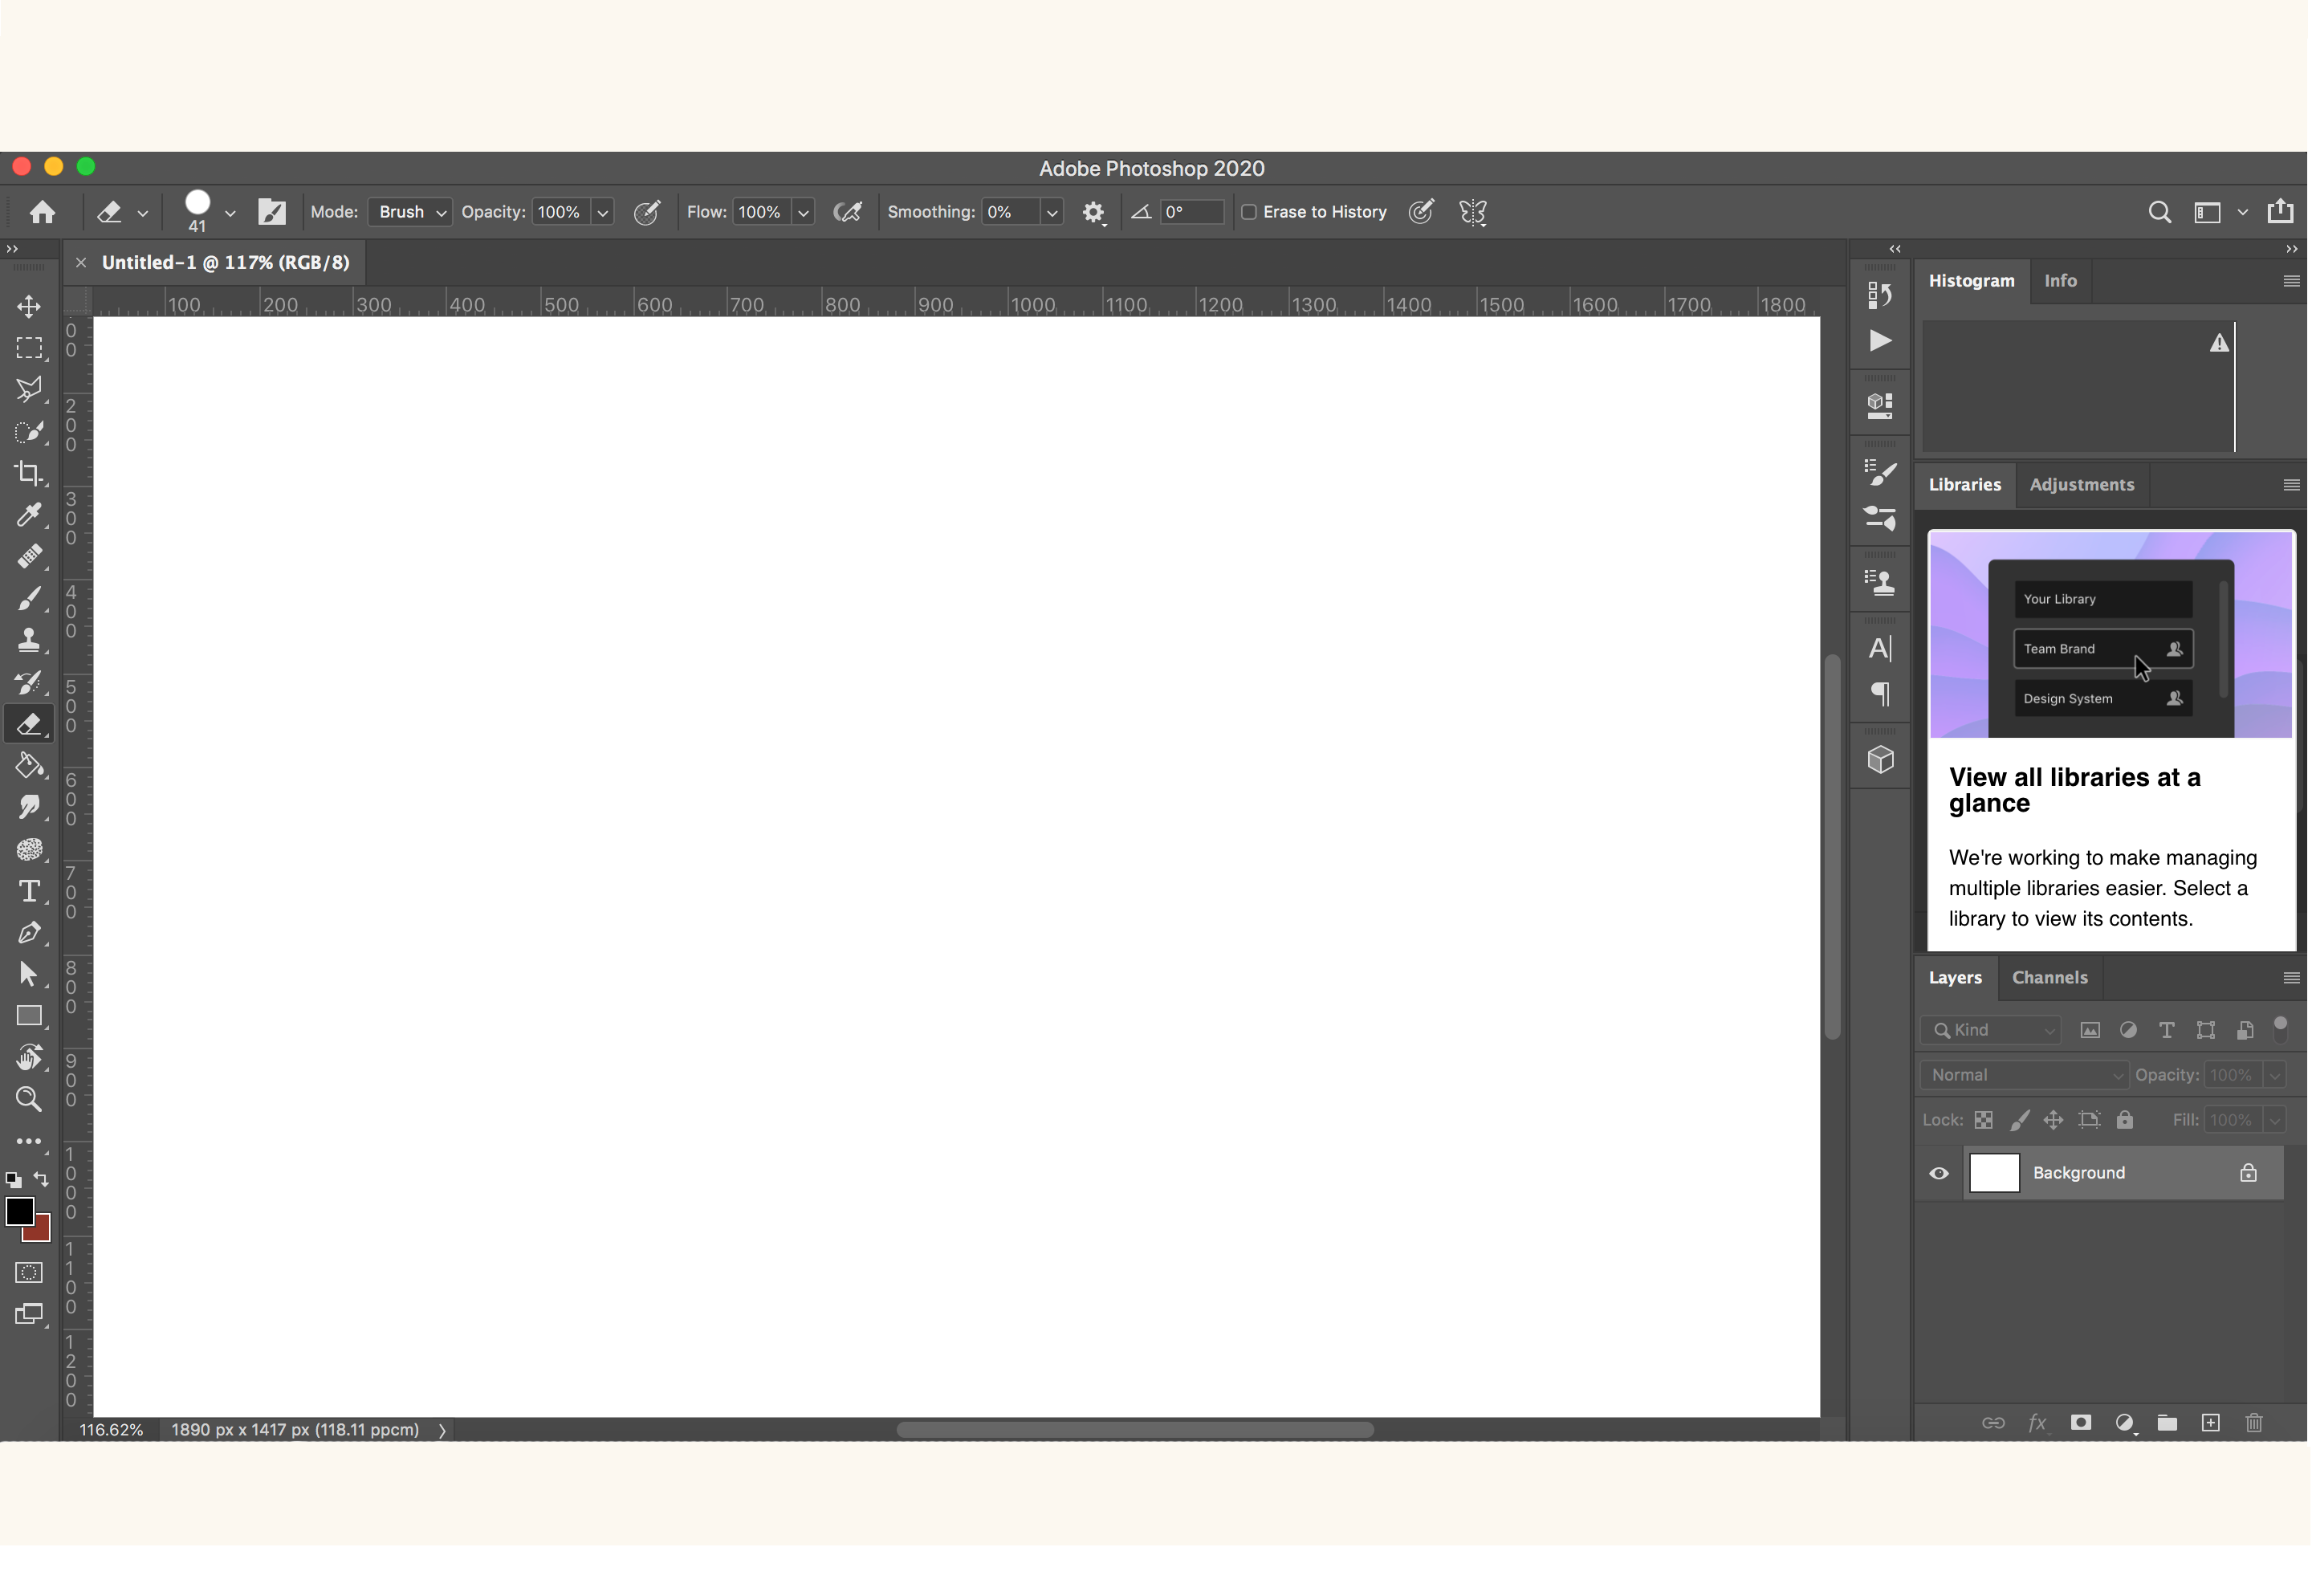 Adobe Photoshop 2020
41
Mode: Brush Opacity: 100% Flow: 100% Smoothing: 0% 0° Erase to History
Untitled-1 @ 117% (RGB/8)
100 200 300 400 500 600 700 800 900 1000 1100 1200 1300 1400 1500 1600 1700 1800
00
200
300
400
500
600
700
800
900
1000
1100
1200
116.62% 1890 px x 1417 px (118.11 ppcm)
Histogram Info
Libraries Adjustments
Your Library
Team Brand
Design System
View all libraries at a
glance
We're working to make managing
multiple libraries easier. Select a
library to view its contents.
Layers Channels
Kind
Normal Opacity: 100%
Lock: Fill: 100%
Background
fx